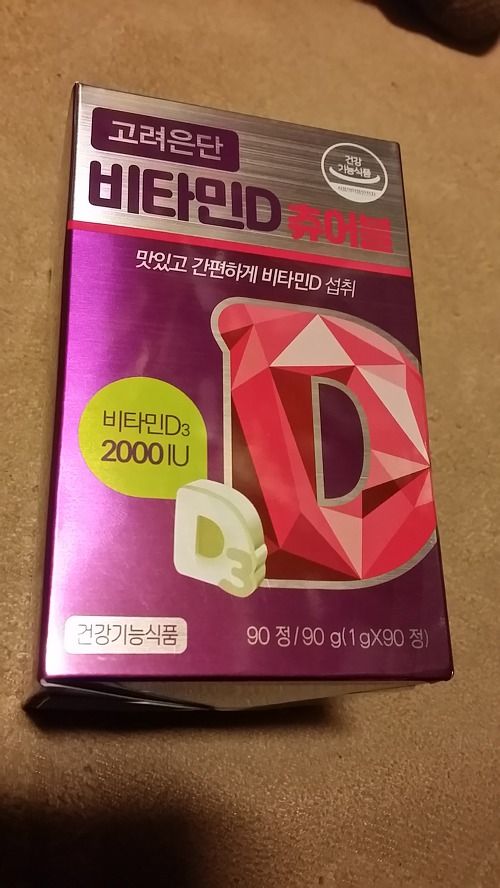 고려은단
비타민D 츄어블
건강
기능식품
맛있고 간편하게 비타민D 섭취
비타민D3
2000 IU
D
D3
건강기능식품
90 정/90 g(1gX90 정)